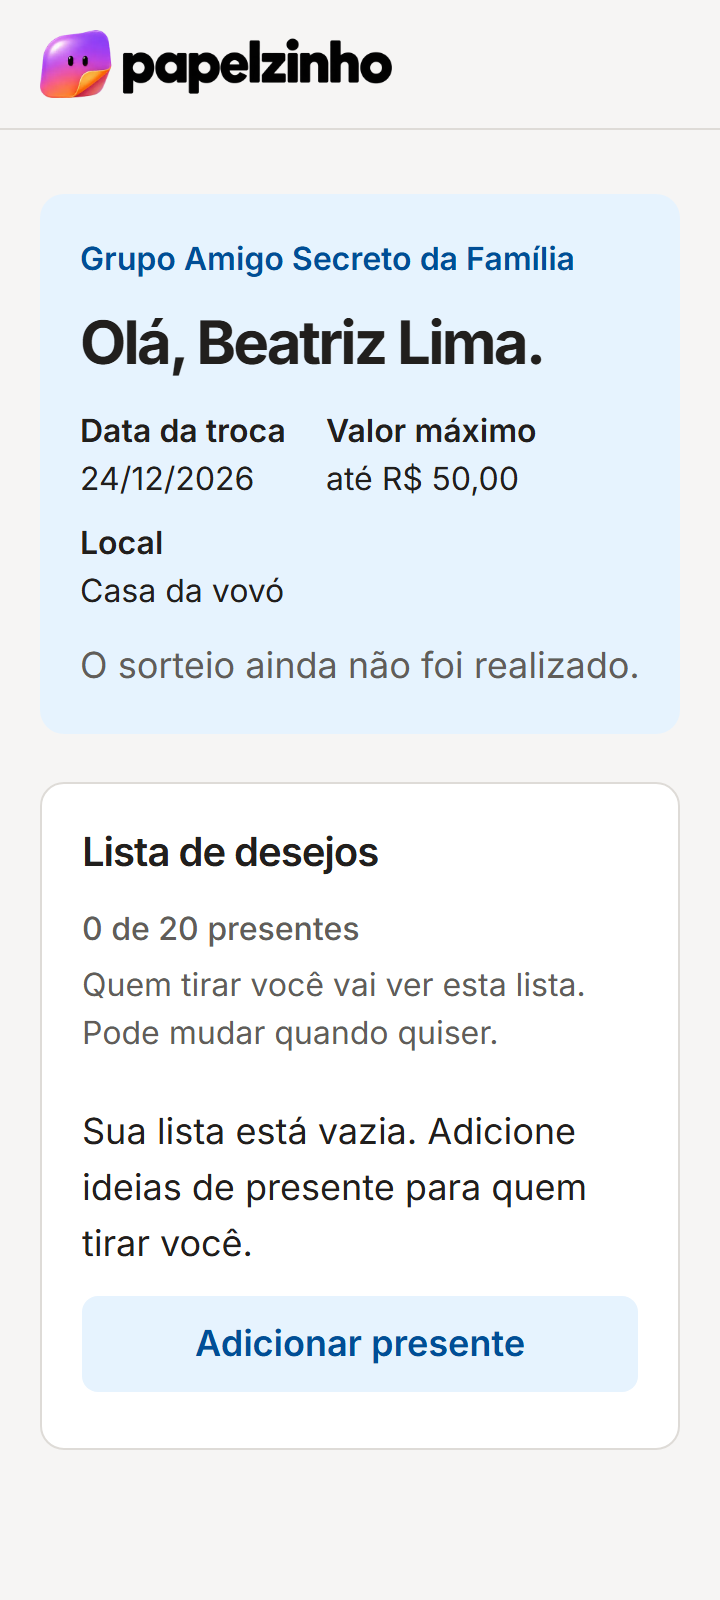 papelzinho
Grupo Amigo Secreto da Família
Olá, Beatriz Lima.
Data da troca
24/12/2026
Valor máximo
até R$ 50,00
Local
Casa da vovó
O sorteio ainda não foi realizado.
Lista de desejos
0 de 20 presentes
Quem tirar você vai ver esta lista.
Pode mudar quando quiser.
Sua lista está vazia. Adicione
ideias de presente para quem
tirar você.
Adicionar presente